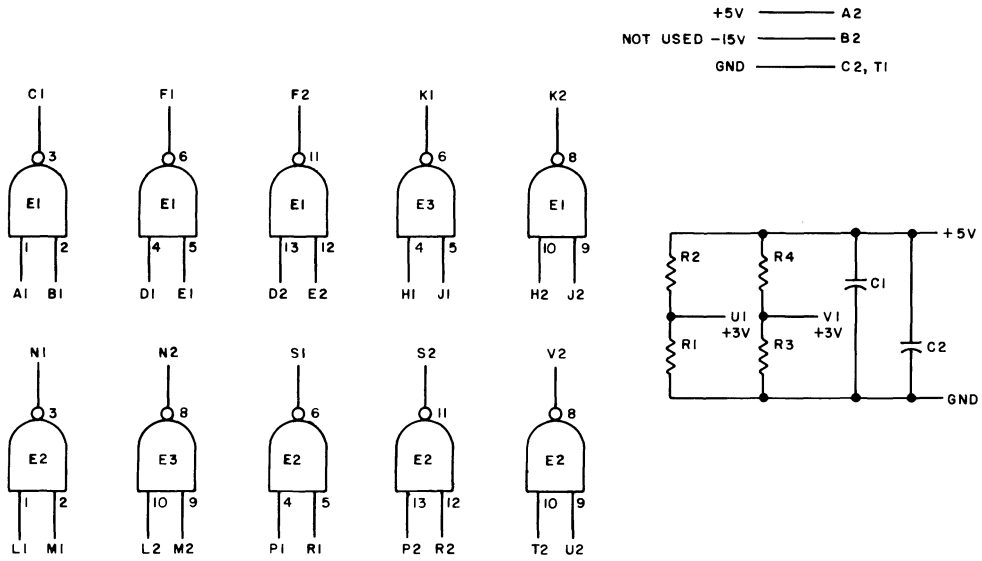 +5V A2
NOT USED -15V B2
GND C2, T1
C1 F1 F2 K1 K2
3 6 11 6 8
E1 E1 E1 E3 E1
1 2 4 5 13 12 4 5 10 9
A1 B1 D1 E1 D2 E2 H1 J1 H2 J2
N1 N2 S1 S2 V2
3 8 6 11 8
E2 E3 E2 E2 E2
1 2 10 9 4 5 13 12 10 9
L1 M1 L2 M2 P1 R1 P2 R2 T2 U2
+5V
R2 R4 C1
U1 V1
+3V +3V
R1 R3 C2
GND